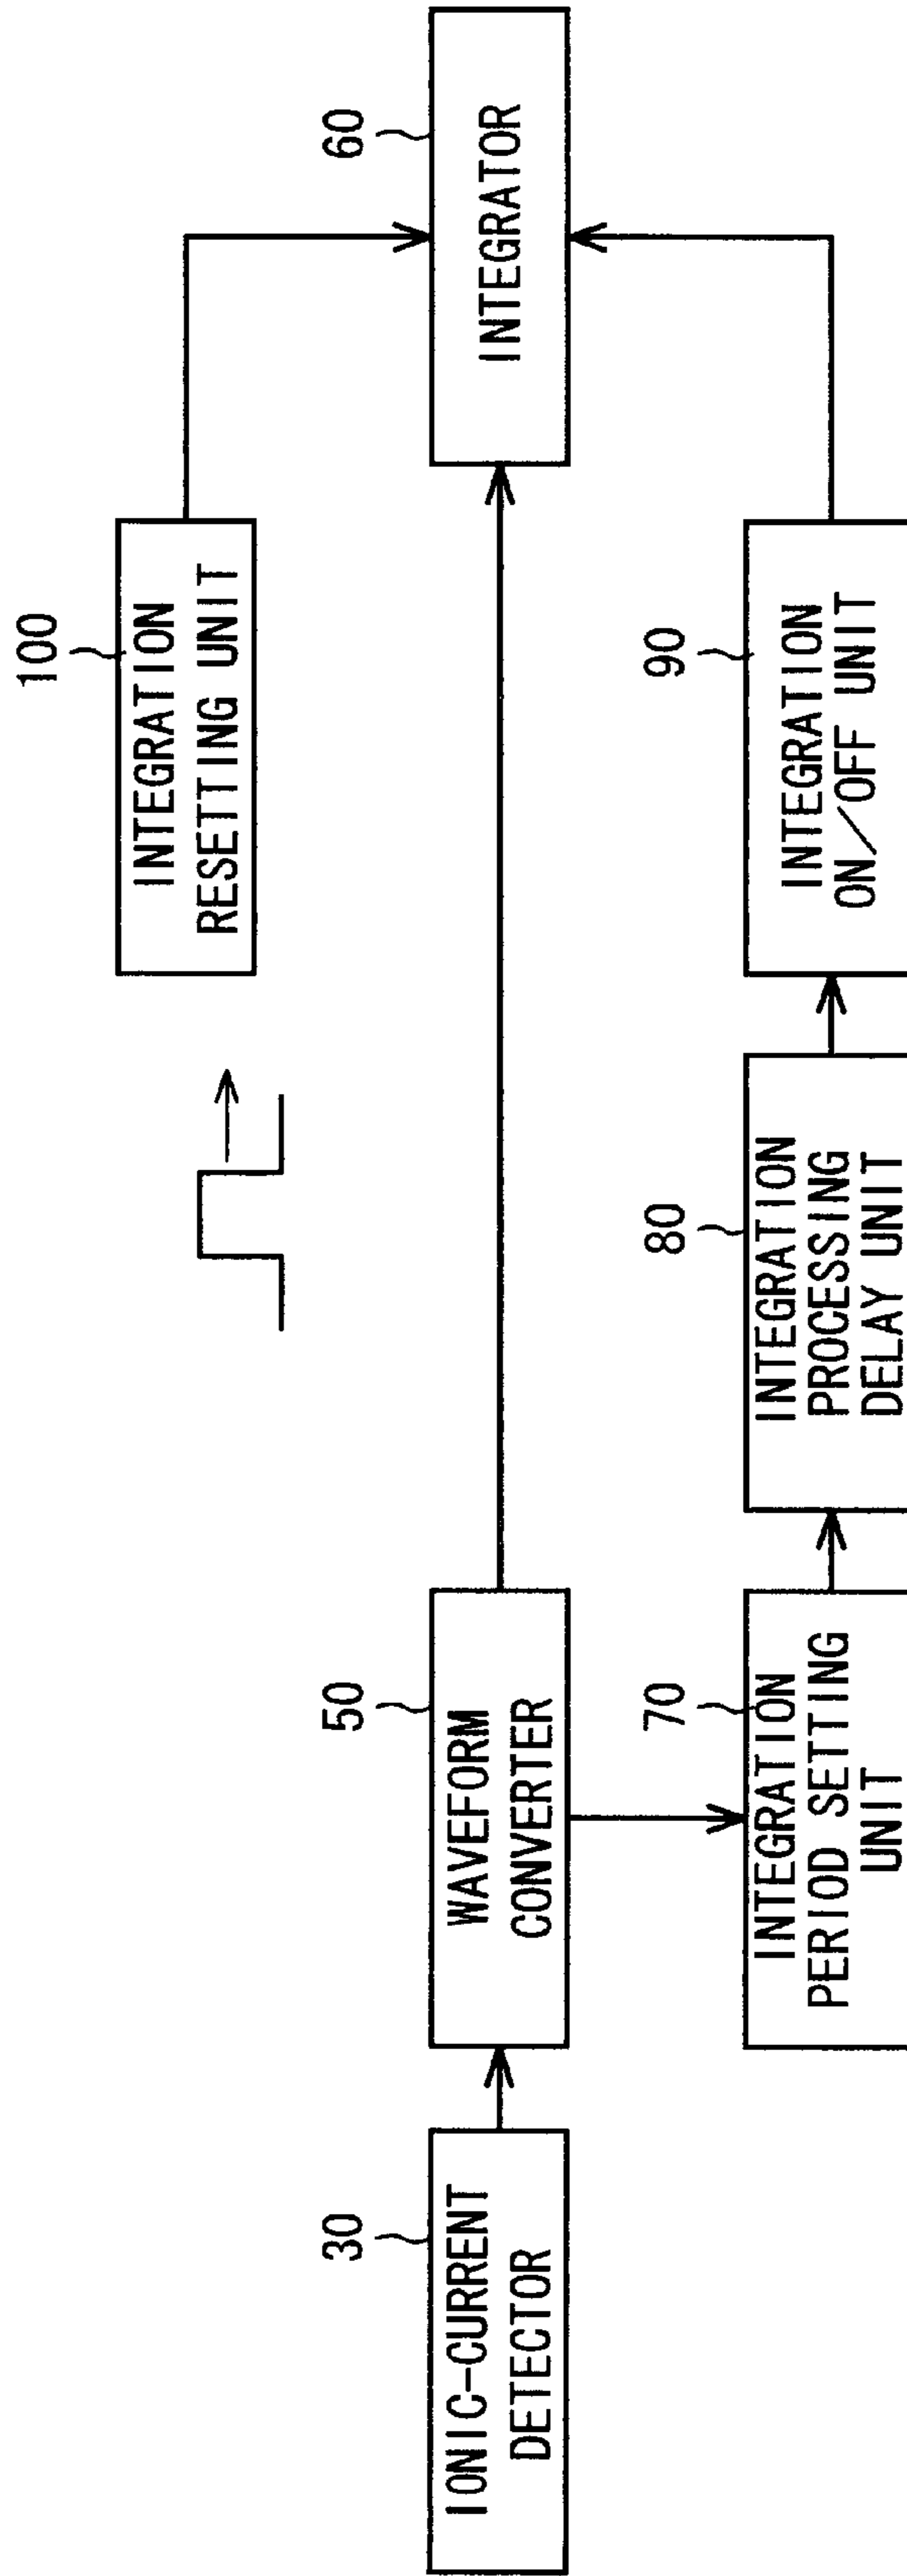 100
INTEGRATION
RESETTING UNIT
30
IONIC-CURRENT
DETECTOR
50
WAVEFORM
CONVERTER
60
INTEGRATOR
70
INTEGRATION
PERIOD SETTING
UNIT
80
INTEGRATION
PROCESSING
DELAY UNIT
90
INTEGRATION
ON/OFF UNIT